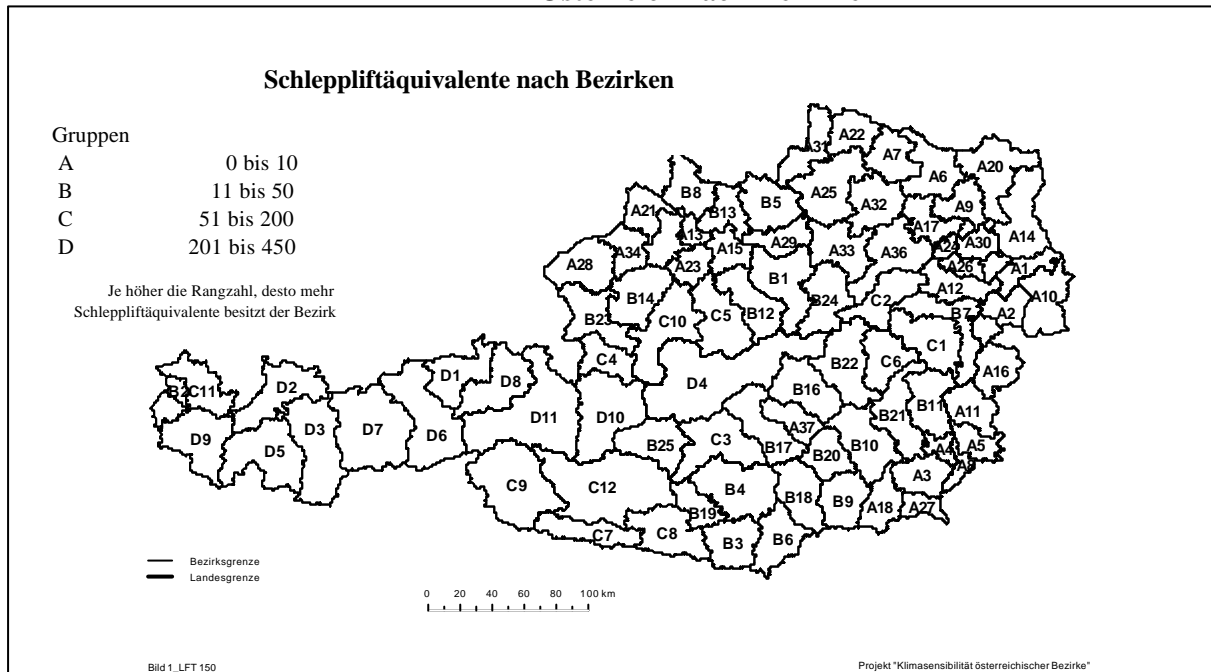 Schleppliftäquivalente nach Bezirken
Gruppen
A 0 bis 10
B 11 bis 50
C 51 bis 200
D 201 bis 450
Je höher die Rangzahl, desto mehr
Schleppliftäquivalente besitzt der Bezirk
A31 A22
A7
A20
A6
B8 B5 A25 A32 A9
A21 B13
A17
A13 A29 A14
A34 A15 A33 A36 A24 A30
A28 A23 A26 A1
B1 A12
B14 B24 C2 A10
B23 C10 C5 B12 B7 A2
C4 C1
D1 B22 C6
D2 D8 D4 A16
B2 C11 B16
D11 D10 B21 B11 A11
D9 D3 D7 D6 A37
D5 B25 C3 B17 B10 A4 A5
B20
C9 C12 B4 A3
B18 B9 A18 A27
B19
C7 C8 B3 B6
Bezirksgrenze
Landesgrenze
0 20 40 60 80 100 km
Bild 1_LFT 150
Projekt "Klimasensibilität österreichischer Bezirke"